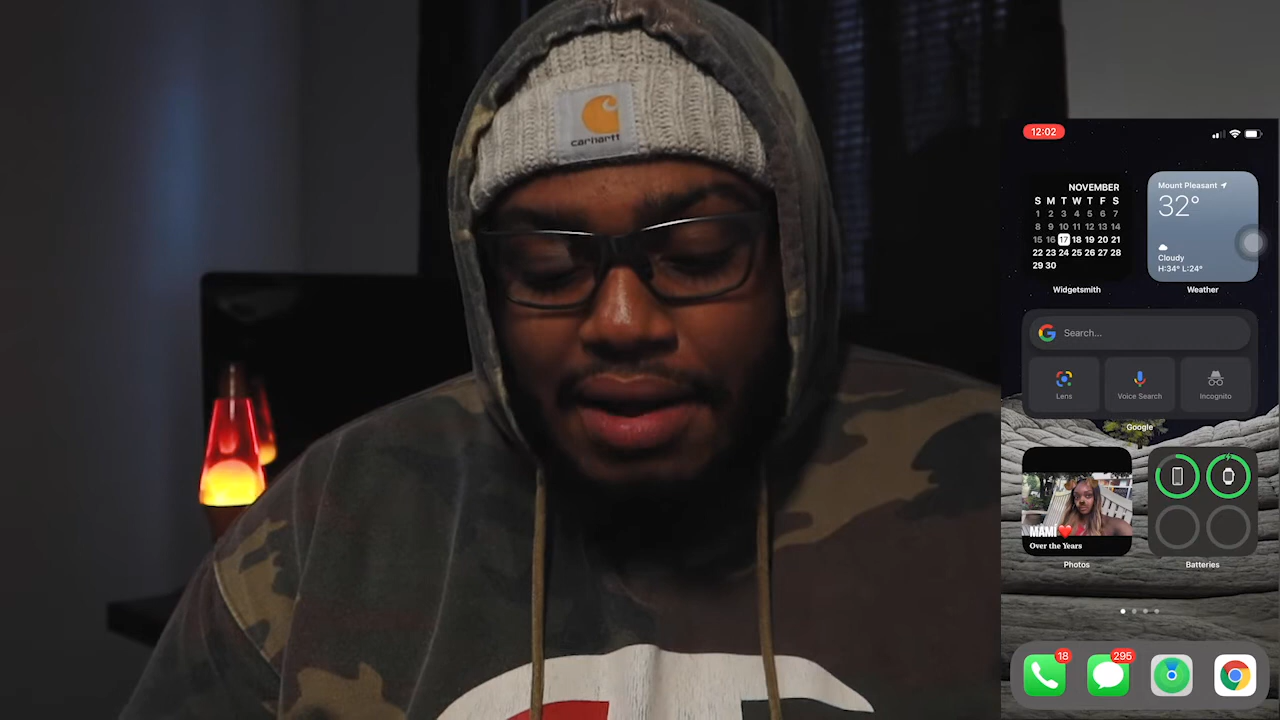 carhartt
12:02
NOVEMBER
S M T W T F S
1 2 3 4 5 6 7
8 9 10 11 12 13 14
15 16 17 18 19 20 21
22 23 24 25 26 27 28
29 30
Widgetsmith
Mount Pleasant
32°
Cloudy
H:34° L:24°
Weather
Search...
Lens
Voice Search
Incognito
Google
MAMI❤️
Over the Years
Photos
Batteries
18
295